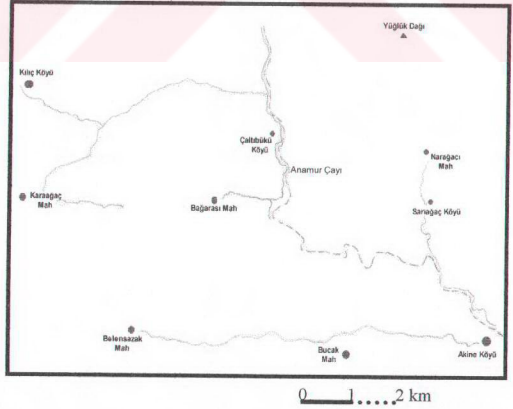 Yüğlük Dağı
Kılıç Köyü
Çaltıbükü
Köyü
Anamur Çayı
Narağacı
Mah
Karaağaç
Mah
Bağarası Mah
Sarıağaç Köyü
Belensazak
Mah
Bucak
Mah
Akine Köyü
0 1.....2 km